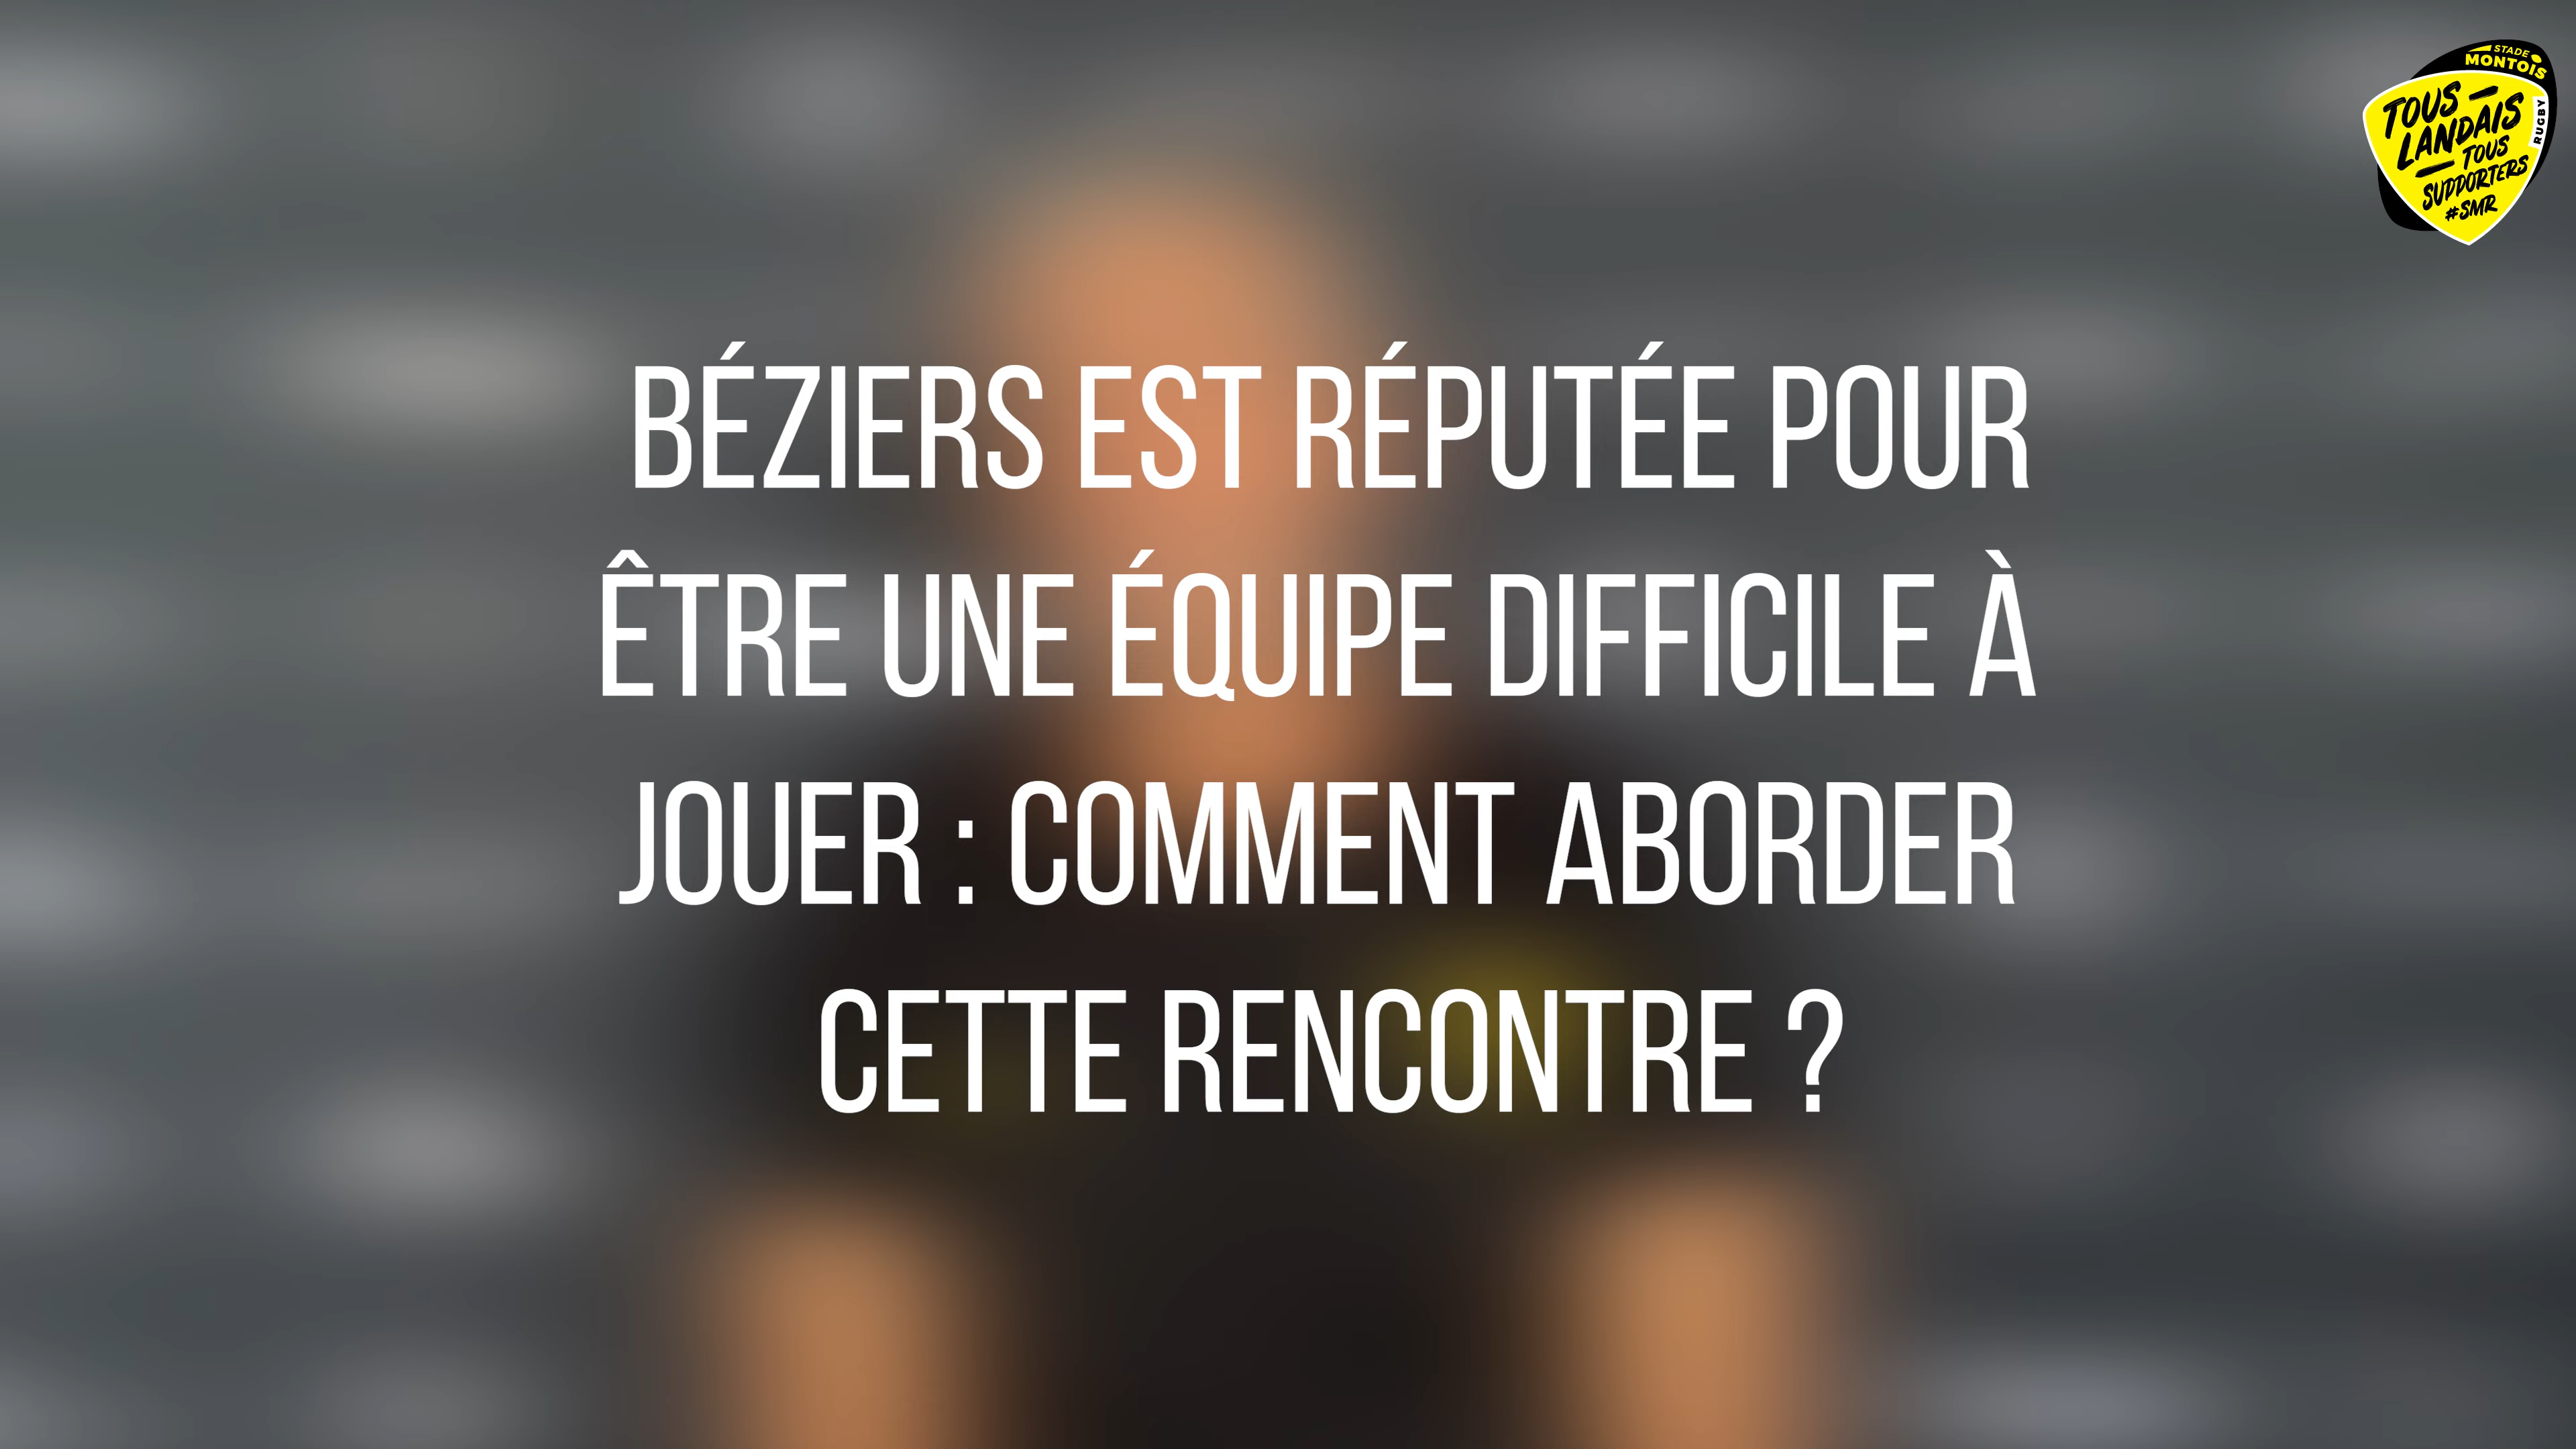 STADE
MONTOIS
RUGBY
TOUS
LANDAIS
TOUS
SUPPORTERS
#SMR
BÉZIERS EST RÉPUTÉE POUR
ÊTRE UNE ÉQUIPE DIFFICILE À
JOUER : COMMENT ABORDER
CETTE RENCONTRE ?